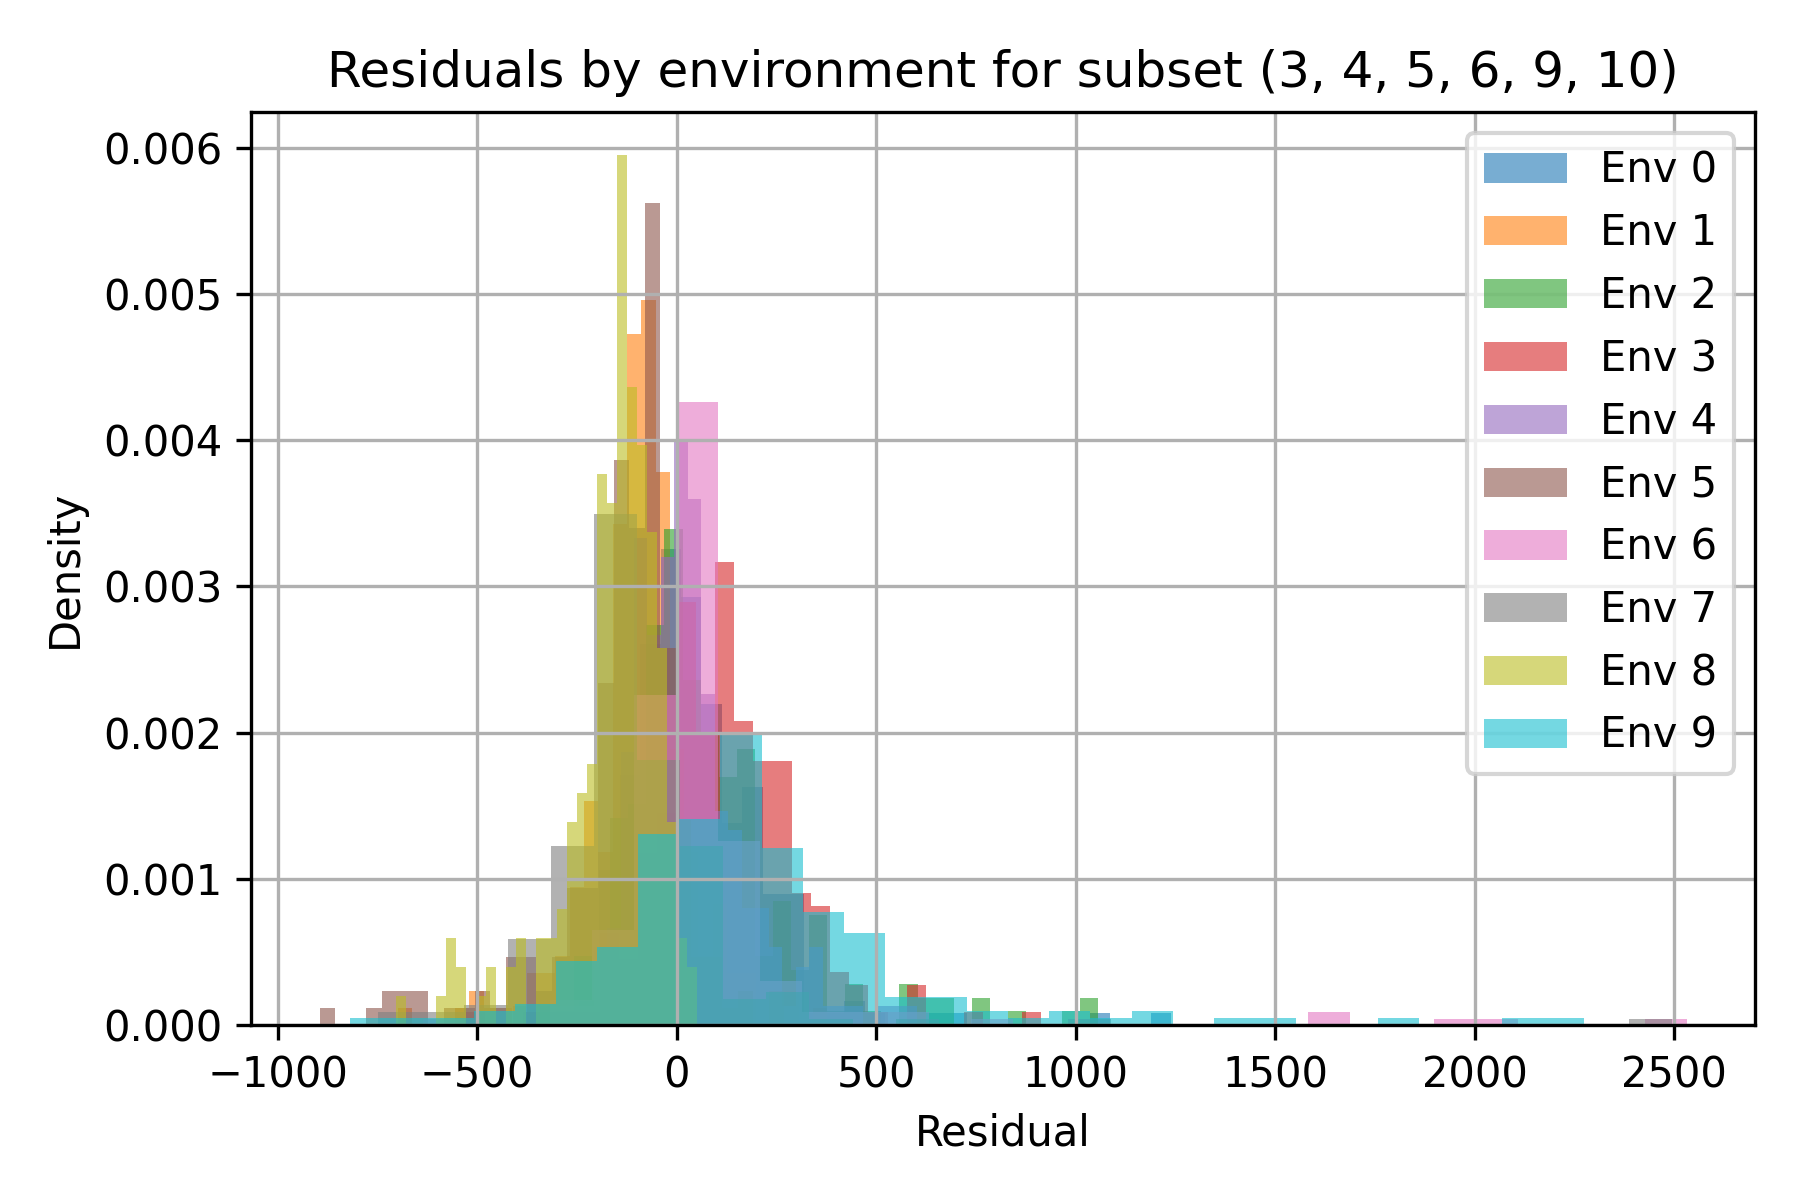 Residuals by environment for subset (3, 4, 5, 6, 9, 10)
0.006
0.005
0.004
0.003
0.002
0.001
0.000
Density
−1000
−500
0
500
1000
1500
2000
2500
Residual
Env 0
Env 1
Env 2
Env 3
Env 4
Env 5
Env 6
Env 7
Env 8
Env 9